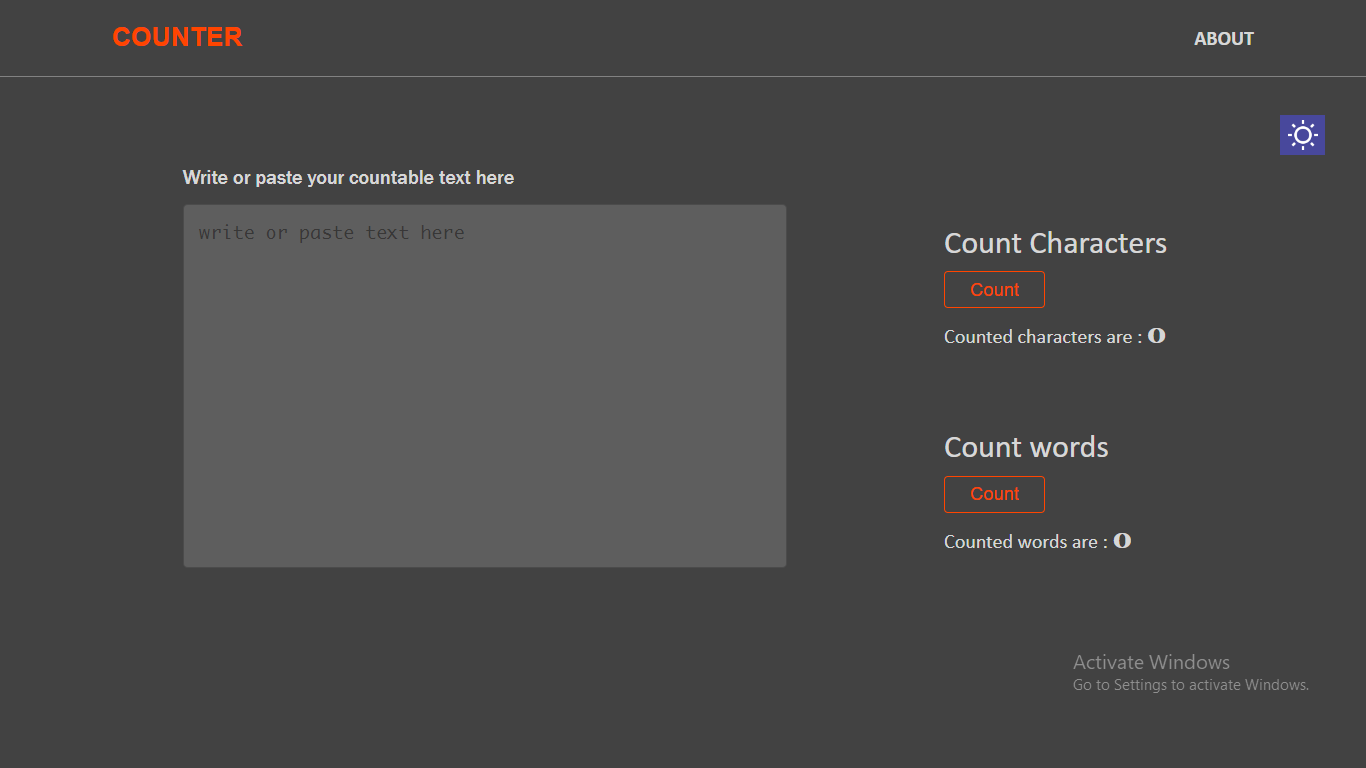 COUNTER
ABOUT
Write or paste your countable text here
write or paste text here
Count Characters
Count
Counted characters are : 0
Count words
Count
Counted words are : 0
Activate Windows
Go to Settings to activate Windows.